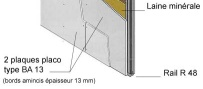 Laine minérale
2 plaques placo
type BA 13
(bords amincis épaisseur 13 mm)
Rail R 48